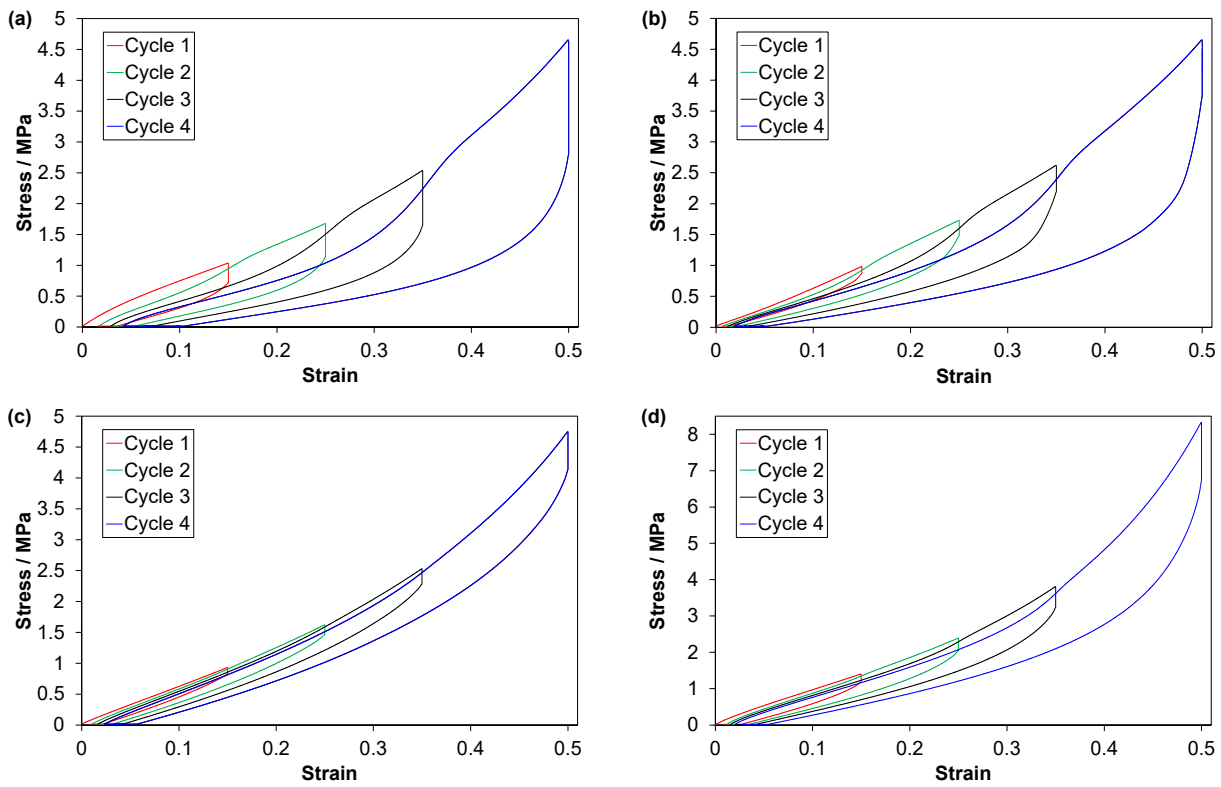 (a)
5
4.5
4
3.5
3
2.5
2
1.5
1
0.5
0
Stress / MPa
Cycle 1
Cycle 2
Cycle 3
Cycle 4
0 0.1 0.2 0.3 0.4 0.5
Strain
(b)
5
4.5
4
3.5
3
2.5
2
1.5
1
0.5
0
Stress / MPa
Cycle 1
Cycle 2
Cycle 3
Cycle 4
0 0.1 0.2 0.3 0.4 0.5
Strain
(c)
5
4.5
4
3.5
3
2.5
2
1.5
1
0.5
0
Stress / MPa
Cycle 1
Cycle 2
Cycle 3
Cycle 4
0 0.1 0.2 0.3 0.4 0.5
Strain
(d)
8
7
6
5
4
3
2
1
0
Stress / MPa
Cycle 1
Cycle 2
Cycle 3
Cycle 4
0 0.1 0.2 0.3 0.4 0.5
Strain